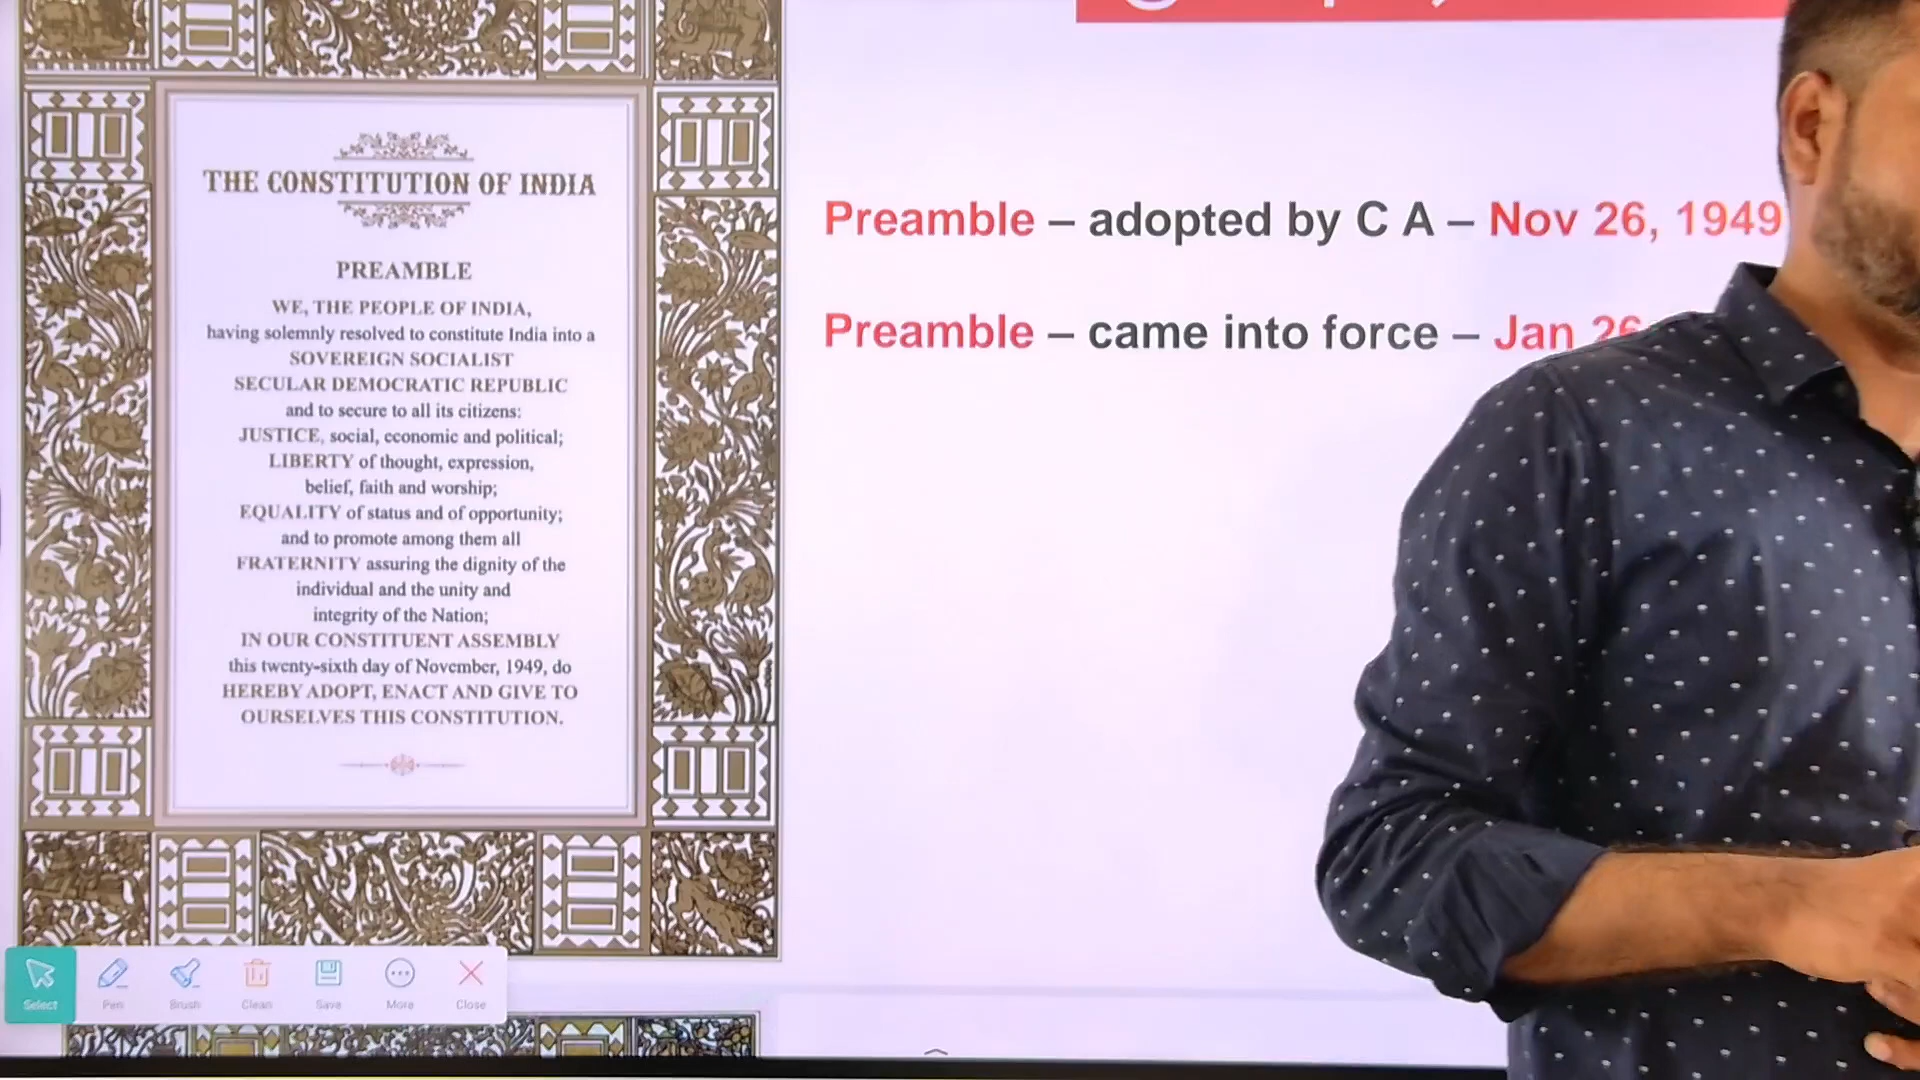 THE CONSTITUTION OF INDIA
PREAMBLE
WE, THE PEOPLE OF INDIA,
having solemnly resolved to constitute India into a
SOVEREIGN SOCIALIST
SECULAR DEMOCRATIC REPUBLIC
and to secure to all its citizens:
JUSTICE, social, economic and political;
LIBERTY of thought, expression,
belief, faith and worship;
EQUALITY of status and of opportunity;
and to promote among them all
FRATERNITY assuring the dignity of the
individual and the unity and
integrity of the Nation;
IN OUR CONSTITUENT ASSEMBLY
this twenty-sixth day of November, 1949, do
HEREBY ADOPT, ENACT AND GIVE TO
OURSELVES THIS CONSTITUTION.
Preamble – adopted by C A – Nov 26, 1949
Preamble – came into force – Jan 26
Select Pen Brush Clean Save More Close